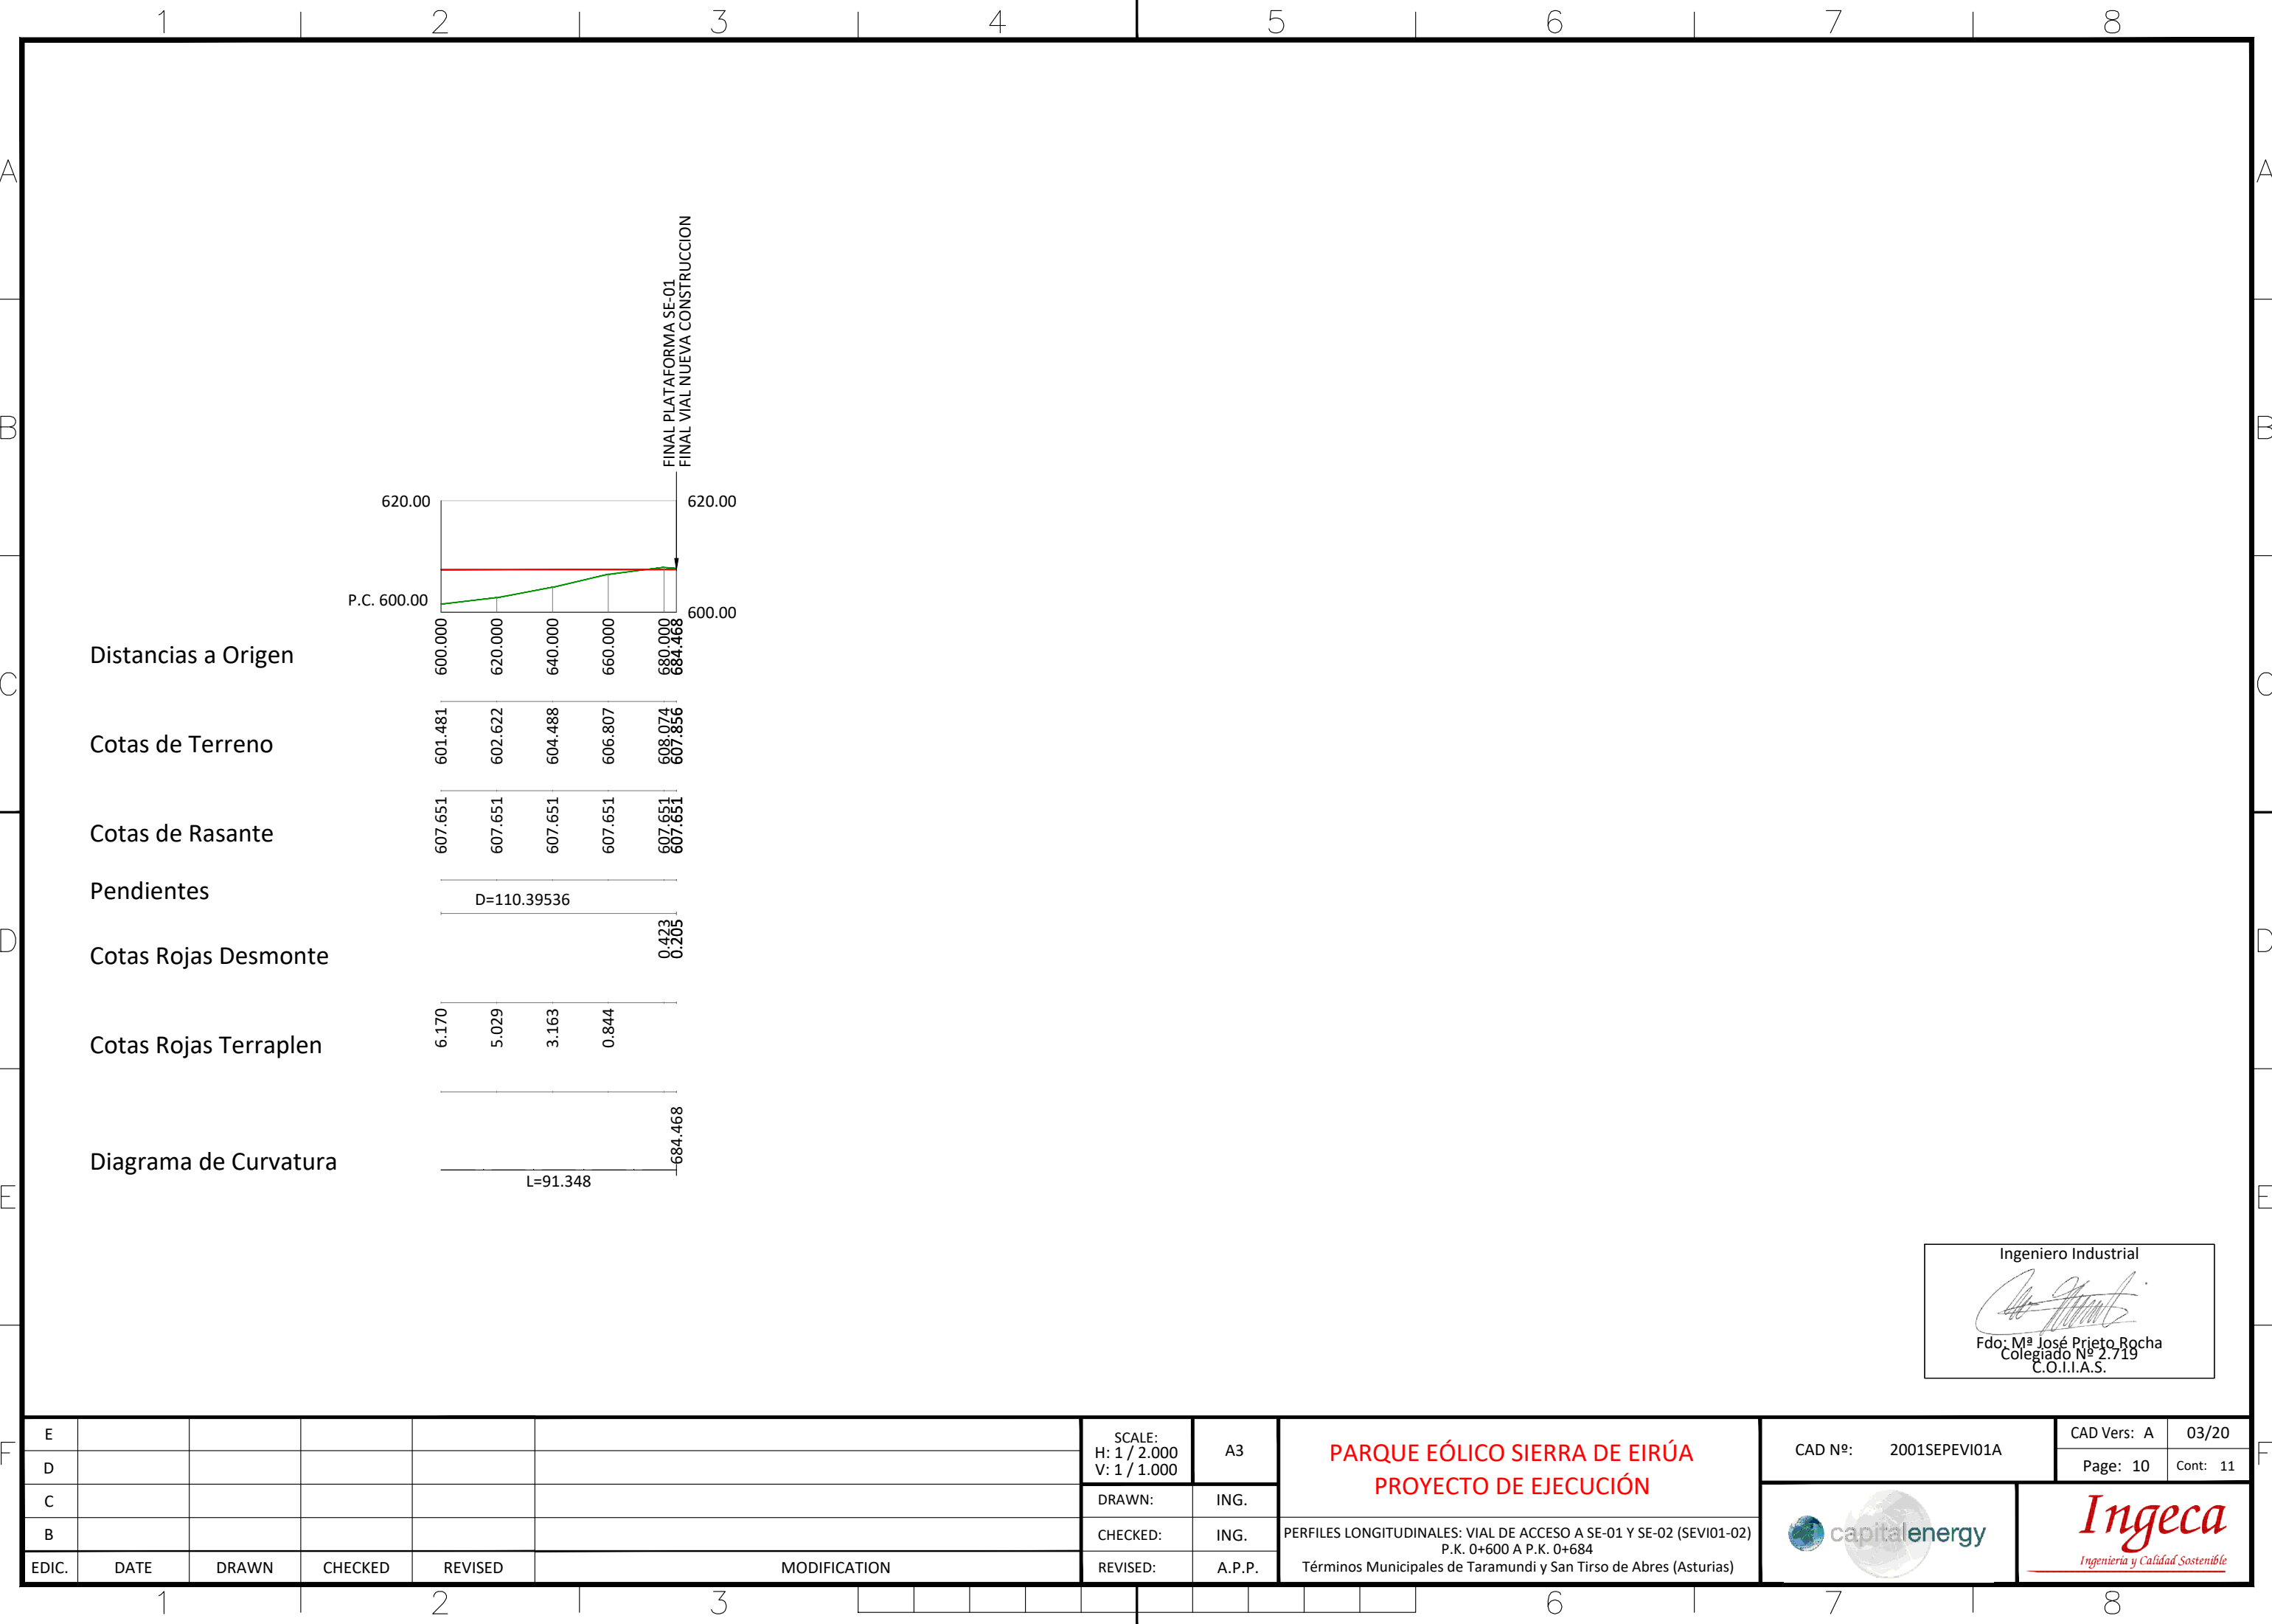 1 2 3 4 5 6 7 8
A A
B B
C C
D D
E E
F F
FINAL PLATAFORMA SE-01
FINAL VIAL NUEVA CONSTRUCCION
620.00 620.00
P.C. 600.00 600.00
Distancias a Origen 600.000 620.000 640.000 660.000 680.000 684.468
Cotas de Terreno 601.481 602.622 604.488 606.807 608.074 607.856
Cotas de Rasante 607.651 607.651 607.651 607.651 607.651 607.651
Pendientes D=110.39536
Cotas Rojas Desmonte 0.423 0.205
Cotas Rojas Terraplen 6.170 5.029 3.163 0.844
Diagrama de Curvatura 684.468
L=91.348
Ingeniero Industrial
Fdo: Mª José Prieto Rocha
Colegiado Nº 2.719
C.O.I.I.A.S.
E
D
C
B
EDIC. DATE DRAWN CHECKED REVISED MODIFICATION
SCALE:
H: 1 / 2.000
V: 1 / 1.000
A3
DRAWN: ING.
CHECKED: ING.
REVISED: A.P.P.
PARQUE EÓLICO SIERRA DE EIRÚA
PROYECTO DE EJECUCIÓN
PERFILES LONGITUDINALES: VIAL DE ACCESO A SE-01 Y SE-02 (SEVI01-02)
P.K. 0+600 A P.K. 0+684
Términos Municipales de Taramundi y San Tirso de Abres (Asturias)
CAD Nº: 2001SEPEVI01A
CAD Vers: A 03/20
Page: 10 Cont: 11
capitalenergy
Ingeca
Ingeniería y Calidad Sostenible
1 2 3 6 7 8